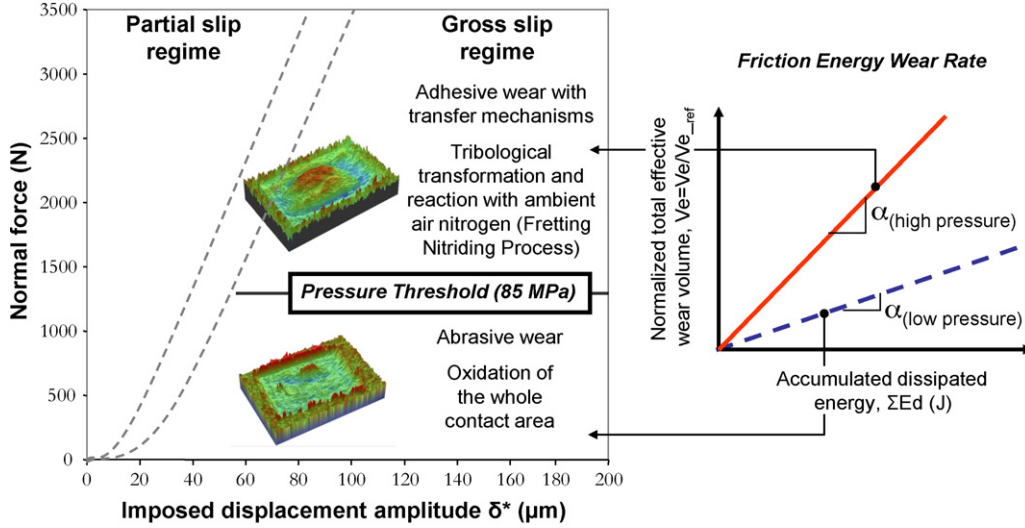 Partial slip
regime
Gross slip
regime
Adhesive wear with
transfer mechanisms
Tribological
transformation and
reaction with ambient
air nitrogen (Fretting
Nitriding Process)
Pressure Threshold (85 MPa)
Abrasive wear
Oxidation of
the whole
contact area
Normal force (N)
3500
3000
2500
2000
1500
1000
500
0
0
20
40
60
80
100
120
140
160
180
200
Imposed displacement amplitude δ* (μm)
Friction Energy Wear Rate
Normalized total effective
wear volume, Ve=Ve/Ve_ref
α(high pressure)
α(low pressure)
Accumulated dissipated
energy, ΣEd (J)